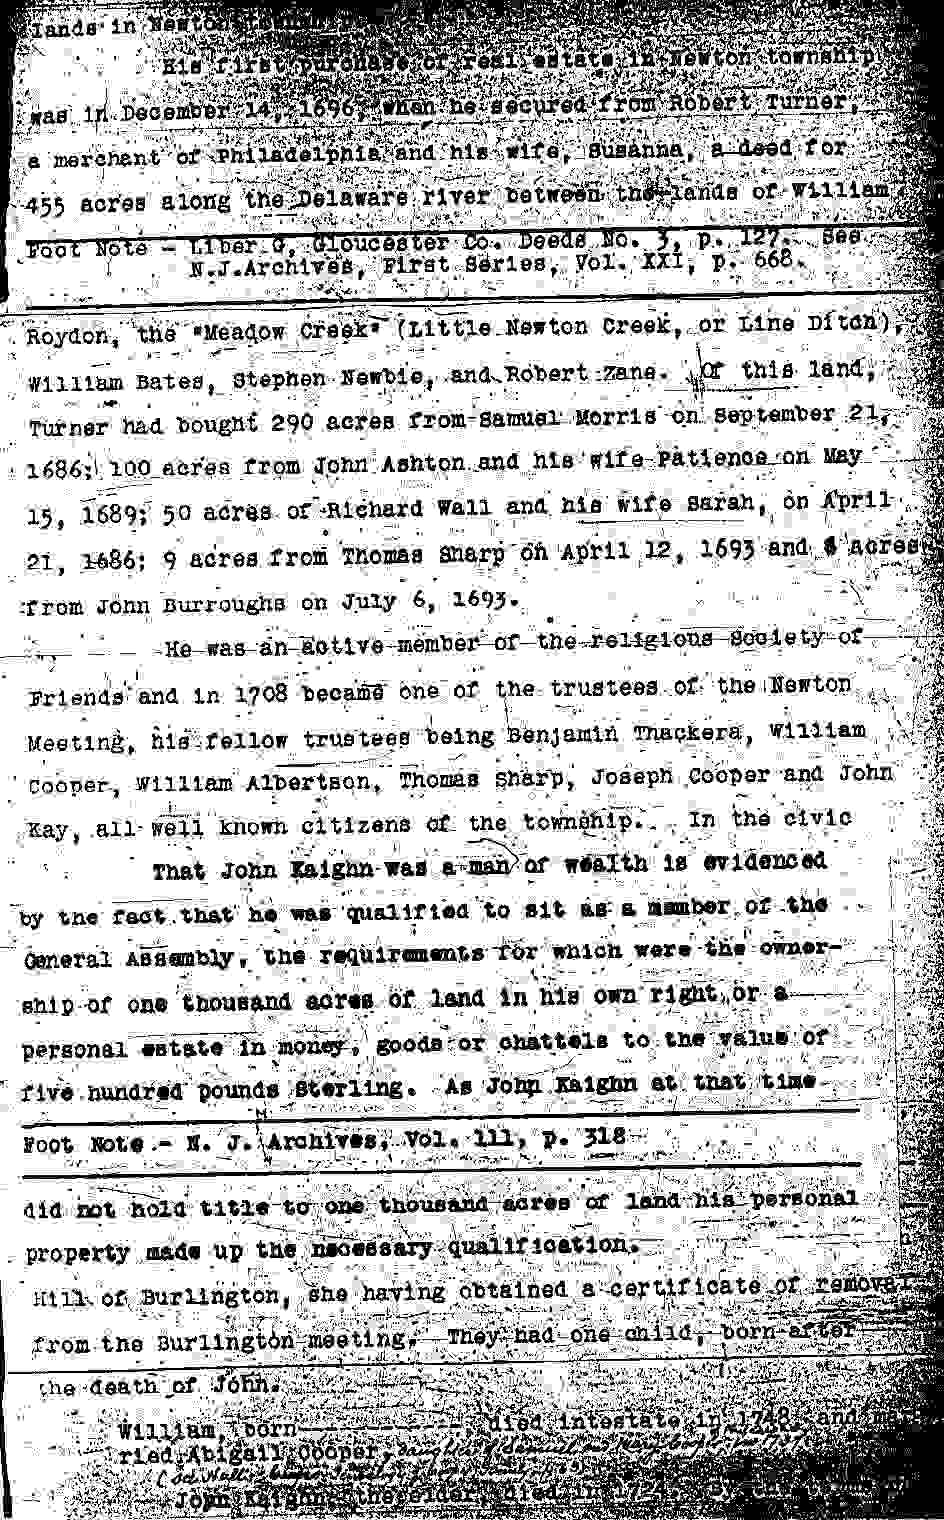 lands in Newton
His first purchase of real estate in Newton township
was in December 14, 1696, when he secured from Robert Turner,
a merchant of Philadelphia and his wife, Susanna, a deed for
455 acres along the Delaware river between the lands of William
Foot Note - Liber G, Gloucester Co. Deeds No. 3, p. 127. See
N.J.Archives, First Series, Vol. XXI, p. 668.
Roydon, the "Meadow Creek" (Little Newton Creek, or Line Ditch),
William Bates, Stephen Newbie, and Robert Zane. Of this land,
Turner had bought 290 acres from Samuel Morris on September 21,
1686; 100 acres from John Ashton and his wife Patience on May
15, 1689; 50 acres of Richard Wall and his wife Sarah, on April
21, 1686; 9 acres from Thomas Sharp on April 12, 1693 and acres
from John Burroughs on July 6, 1693.
He was an active member of the religious Society of
Friends and in 1708 became one of the trustees of the Newton
Meeting, his fellow trustees being Benjamin Thackera, William
Cooper, William Albertson, Thomas Sharp, Joseph Cooper and John
Kay, all well known citizens of the township. In the civic
That John Kaighn was a man of wealth is evidenced
by the fact that he was qualified to sit as a member of the
General Assembly, the requirements for which were the owner-
ship of one thousand acres of land in his own right, or a
personal estate in money, goods or chattels to the value of
five hundred pounds Sterling. As John Kaighn at that time
Foot Note - N. J. Archives, Vol. 111, p. 318
did not hold title to one thousand acres of land his personal
property made up the necessary qualification.
Hill of Burlington, she having obtained a certificate of removal
from the Burlington meeting. They had one child, born after
the death of John.
William, born-------------, died intestate in 1748, and mar-
ried Abigail Cooper, daughter of Samuel and Mary Cooper
John Kaighn, the elder, died in 1724. By